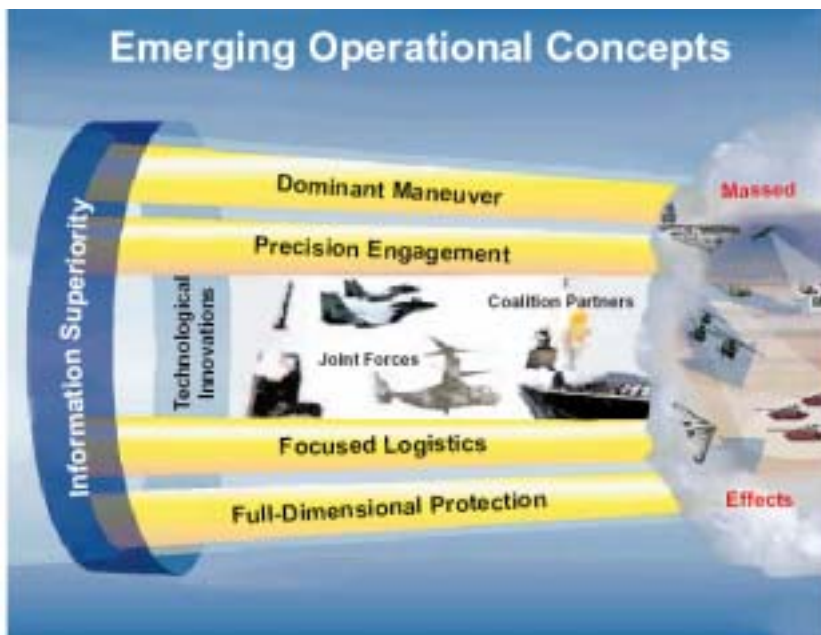 Emerging Operational Concepts
Information Superiority
Technological
Innovations
Dominant Maneuver
Precision Engagement
Coalition Partners
Joint Forces
Focused Logistics
Full-Dimensional Protection
Massed
Effects